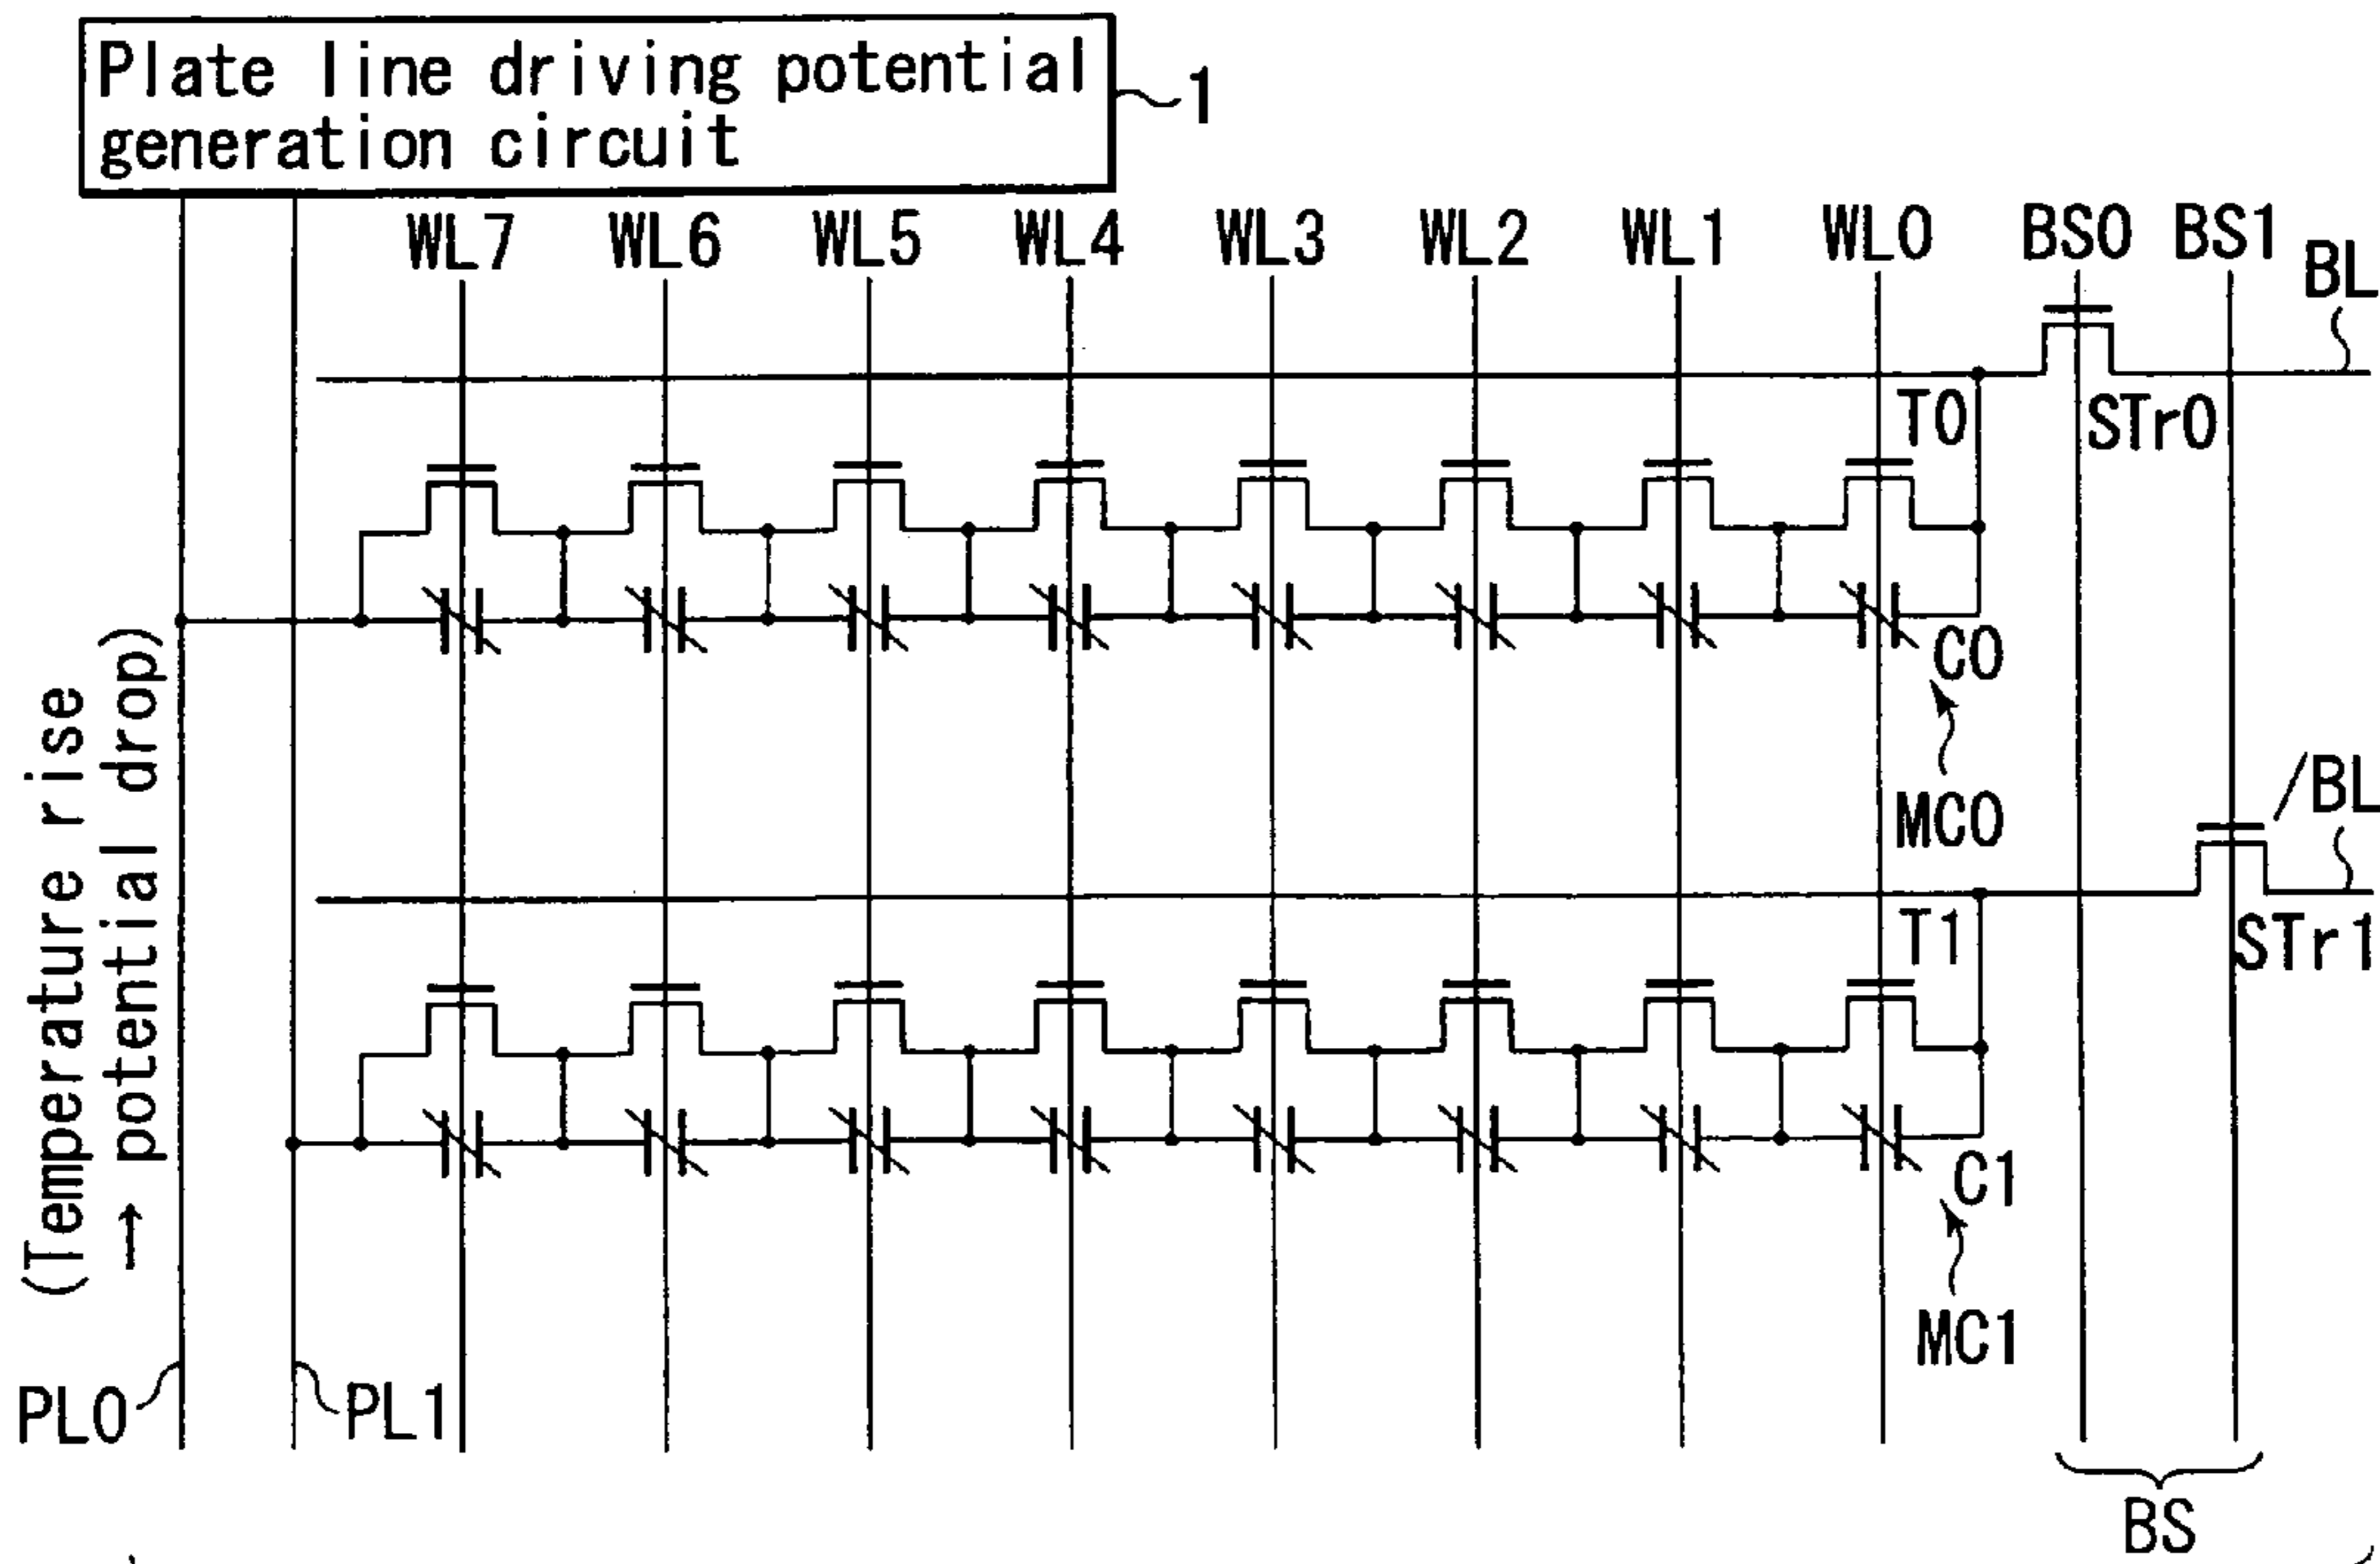 Plate line driving potential
generation circuit
1
WL7 WL6 WL5 WL4 WL3 WL2 WL1 WL0 BS0 BS1 BL
T0 STr0
C0
MC0
/BL
T1 STr1
C1
MC1
(Temperature rise
→ potential drop)
PL0 PL1
BS